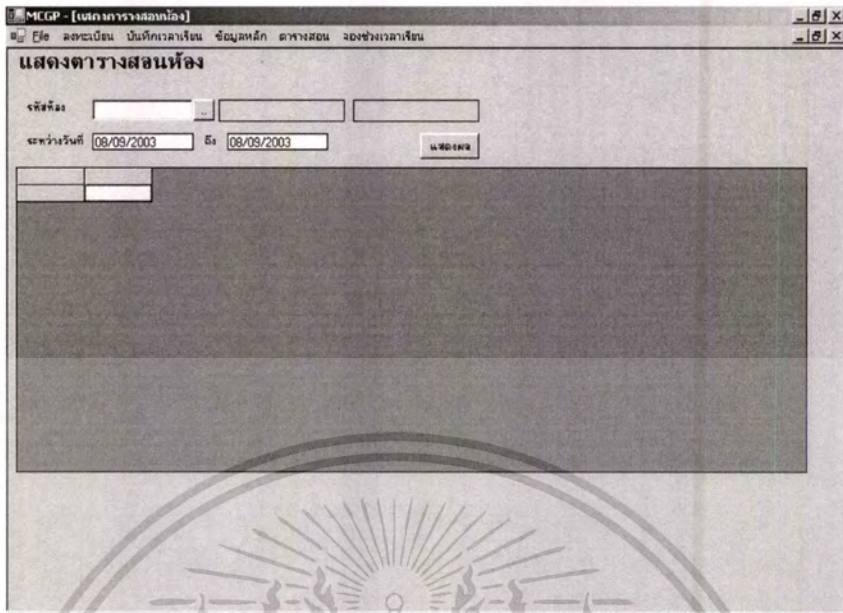 MCGP - [แสดงตารางสอนห้อง]
File ลงทะเบียน บันทึกเวลาเรียน ข้อมูลหลัก ตารางสอน จองช่วงเวลาเรียน
แสดงตารางสอนห้อง
รหัสห้อง ..
ระหว่างวันที่ 08/09/2003 ถึง 08/09/2003 แสดงผล